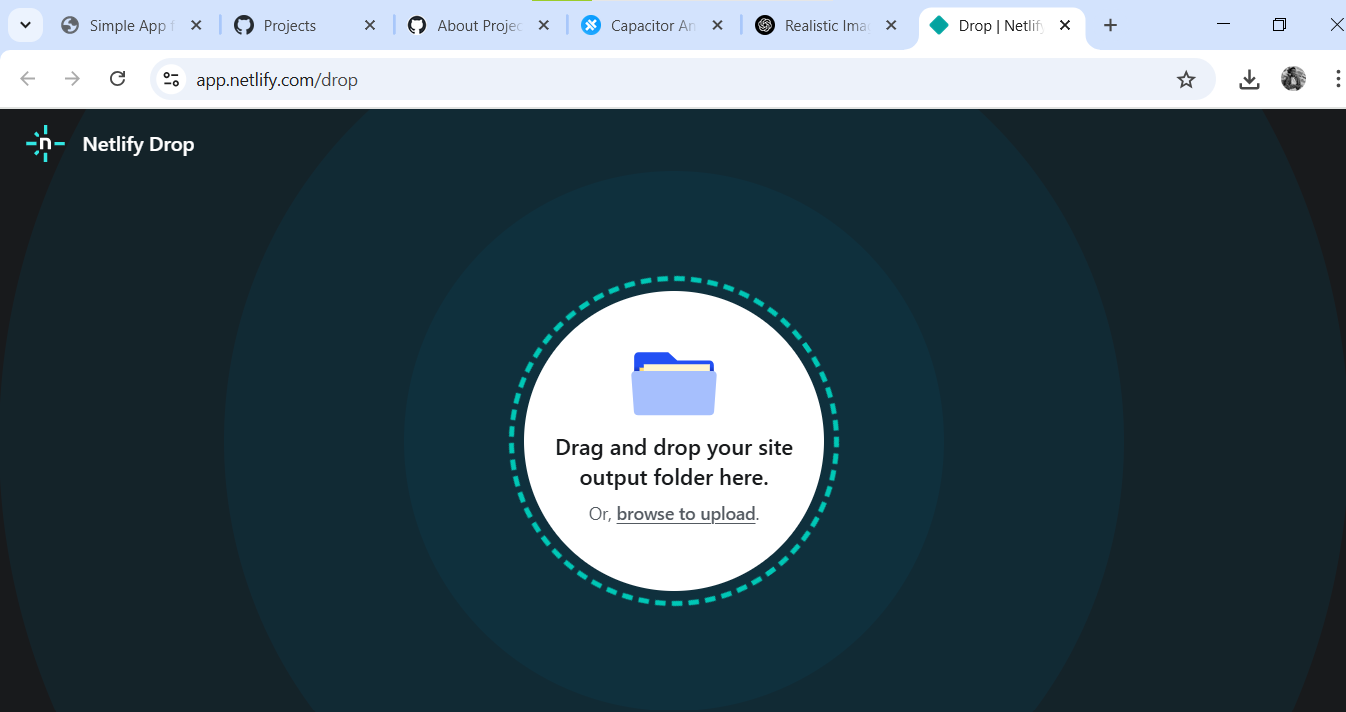 Simple App f
Projects
About Projec
Capacitor An
Realistic Ima
Drop | Netlify
app.netlify.com/drop
n
Netlify Drop
Drag and drop your site
output folder here.
Or, browse to upload.